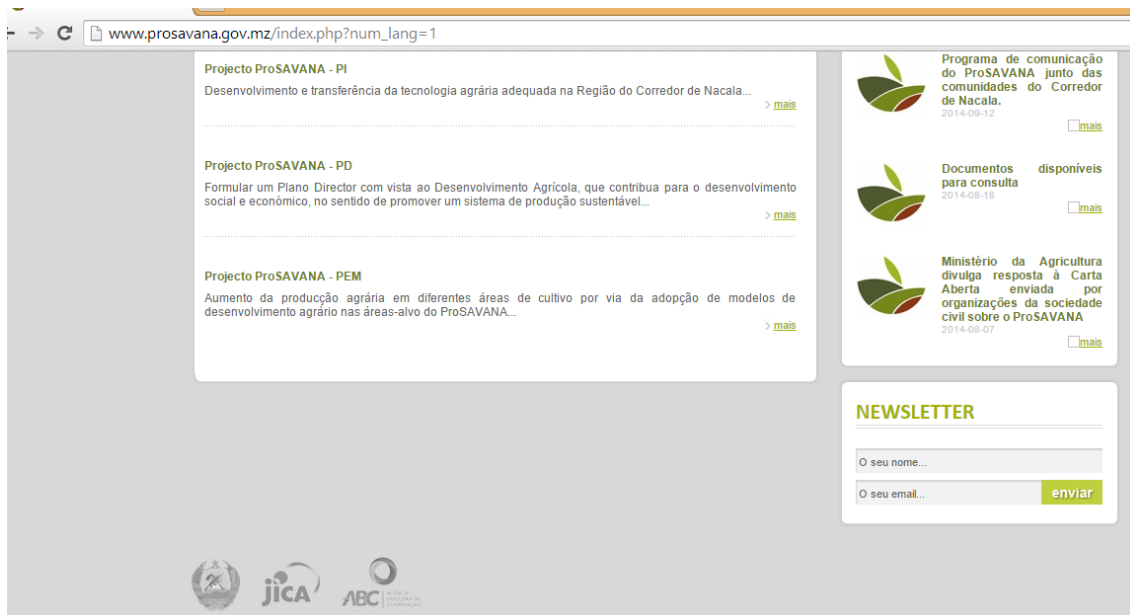 www.prosavana.gov.mz/index.php?num_lang=1
Projecto ProSAVANA - PI
Desenvolvimento e transferência da tecnologia agrária adequada na Região do Corredor de Nacala...
> mais
Projecto ProSAVANA - PD
Formular um Plano Director com vista ao Desenvolvimento Agrícola, que contribua para o desenvolvimento
social e económico, no sentido de promover um sistema de produção sustentável...
> mais
Projecto ProSAVANA - PEM
Aumento da producção agrária em diferentes áreas de cultivo por via da adopção de modelos de
desenvolvimento agrário nas áreas-alvo do ProSAVANA...
> mais
Programa de comunicação
do ProSAVANA junto das
comunidades do Corredor
de Nacala.
2014-09-12
mais
Documentos disponíveis
para consulta
2014-08-18
mais
Ministério da Agricultura
divulga resposta à Carta
Aberta enviada por
organizações da sociedade
civil sobre o ProSAVANA
2014-08-07
mais
NEWSLETTER
O seu nome...
O seu email...
enviar
jica
ABC